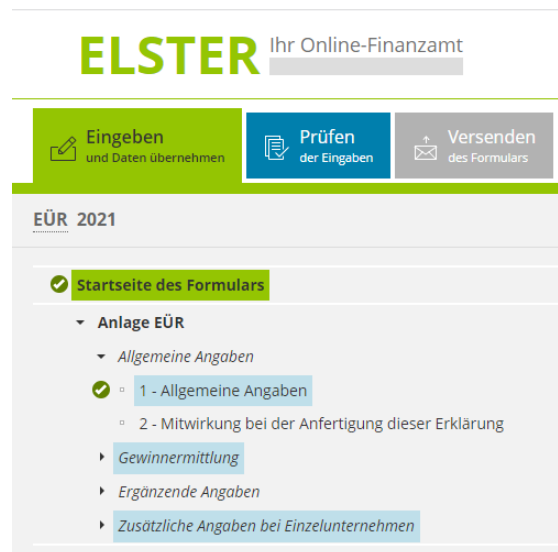 ELSTER Ihr Online-Finanzamt
Eingeben
und Daten übernehmen
Prüfen
der Eingaben
Versenden
des Formulars
EÜR 2021
Startseite des Formulars
Anlage EÜR
Allgemeine Angaben
1 - Allgemeine Angaben
2 - Mitwirkung bei der Anfertigung dieser Erklärung
Gewinnermittlung
Ergänzende Angaben
Zusätzliche Angaben bei Einzelunternehmen